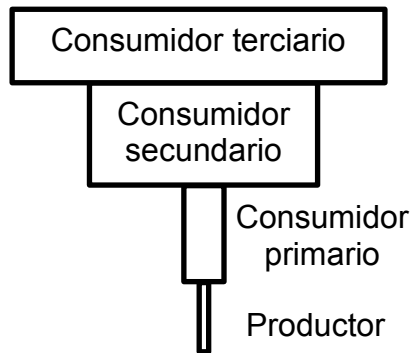 Consumidor terciario
Consumidor
secundario
Consumidor
primario
Productor